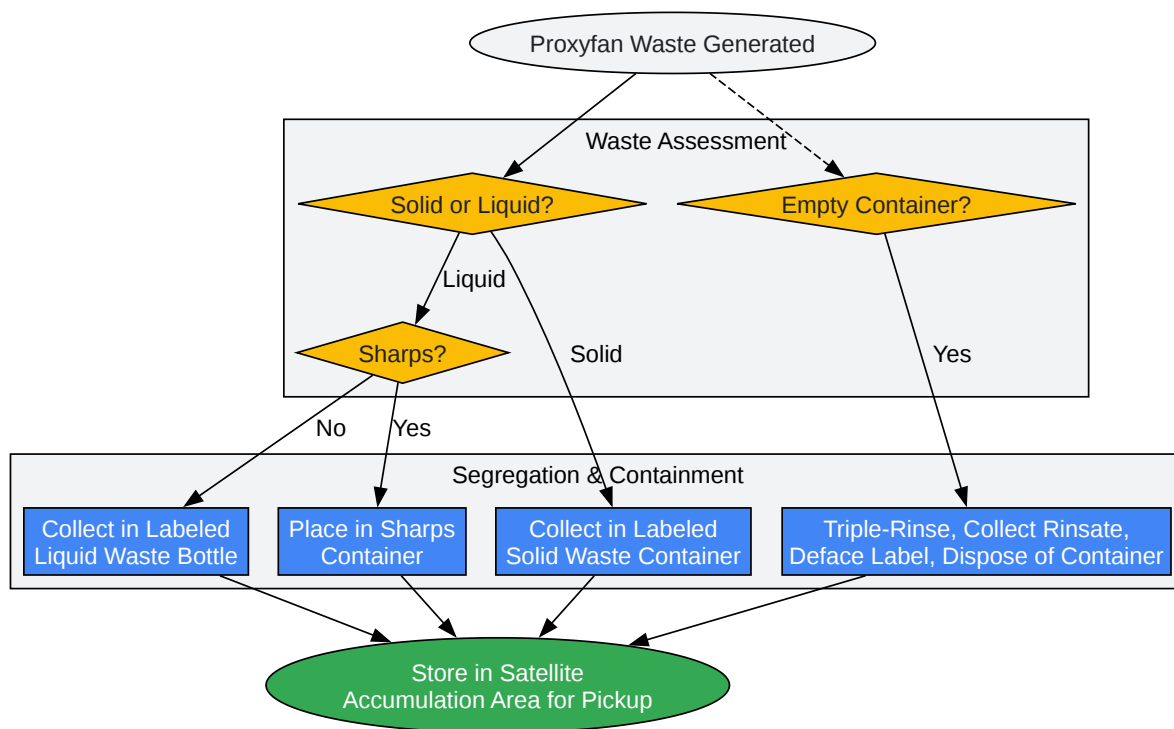 Proxyfan Waste Generated
Waste Assessment
Solid or Liquid?
Empty Container?
Liquid
Sharps?
Solid
Yes
No
Yes
Segregation & Containment
Collect in Labeled
Liquid Waste Bottle
Place in Sharps
Container
Collect in Labeled
Solid Waste Container
Triple-Rinse, Collect Rinsate,
Deface Label, Dispose of Container
Store in Satellite
Accumulation Area for Pickup